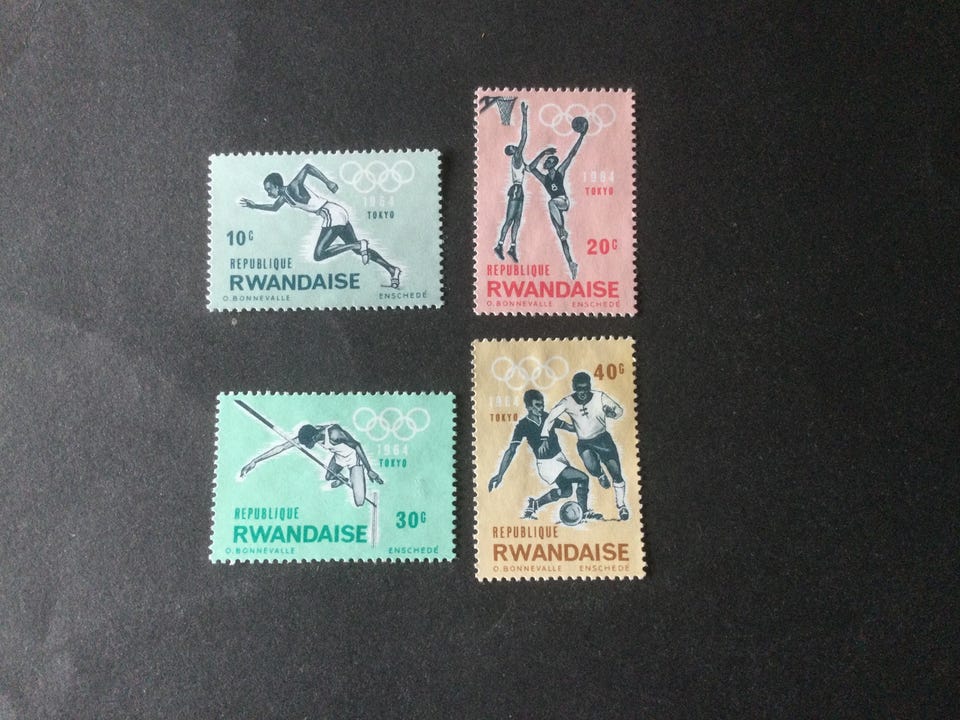 1964
TOKYO
10c
REPUBLIQUE
RWANDAISE
O.BONNEVALLE ENSCHEDÉ
8
1964
TOKYO
20c
REPUBLIQUE
RWANDAISE
O.BONNEVALLE ENSCHEDÉ
1964
TOKYO
REPUBLIQUE
30c
RWANDAISE
O.BONNEVALLE ENSCHEDÉ
40c
1964
TOKYO
REPUBLIQUE
RWANDAISE
O.BONNEVALLE ENSCHEDÉ